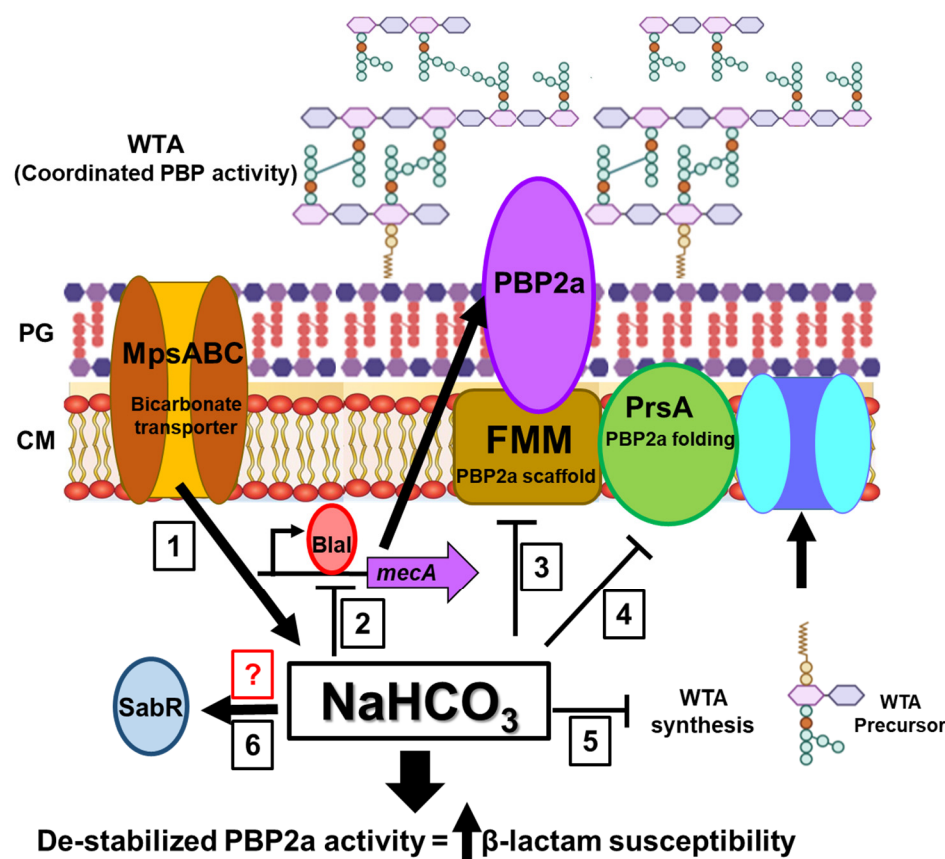 WTA
(Coordinated PBP activity)
PBP2a
PG
MpsABC
Bicarbonate
transporter
CM
FMM
PBP2a scaffold
PrsA
PBP2a folding
1
BlaI
mecA
2
3
4
?
SabR
6
NaHCO3
5
WTA
synthesis
WTA
Precursor
De-stabilized PBP2a activity = β-lactam susceptibility